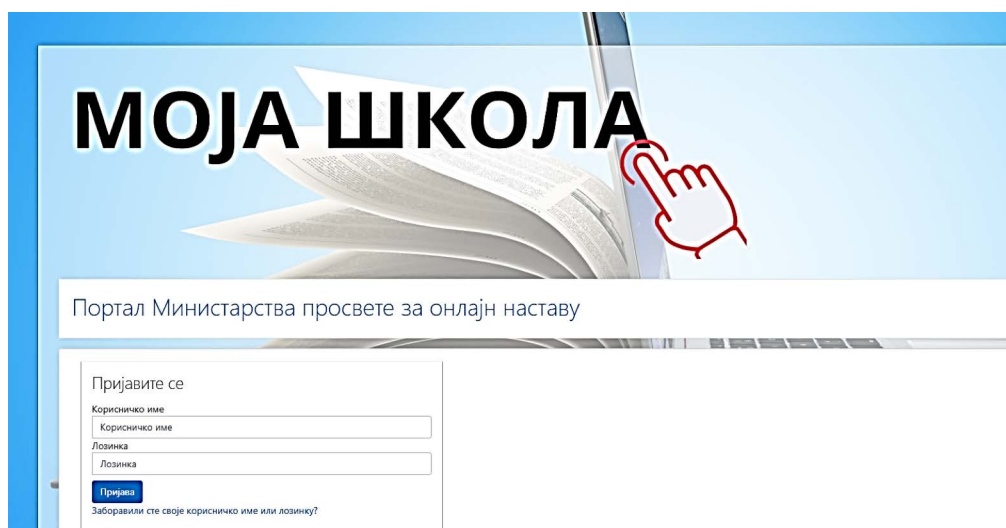 МОЈА ШКОЛА
Портал Министарства просвете за онлајн наставу
Пријавите се
Корисничко име
Корисничко име
Лозинка
Лозинка
Пријава
Заборавили сте своје корисничко име или лозинку?